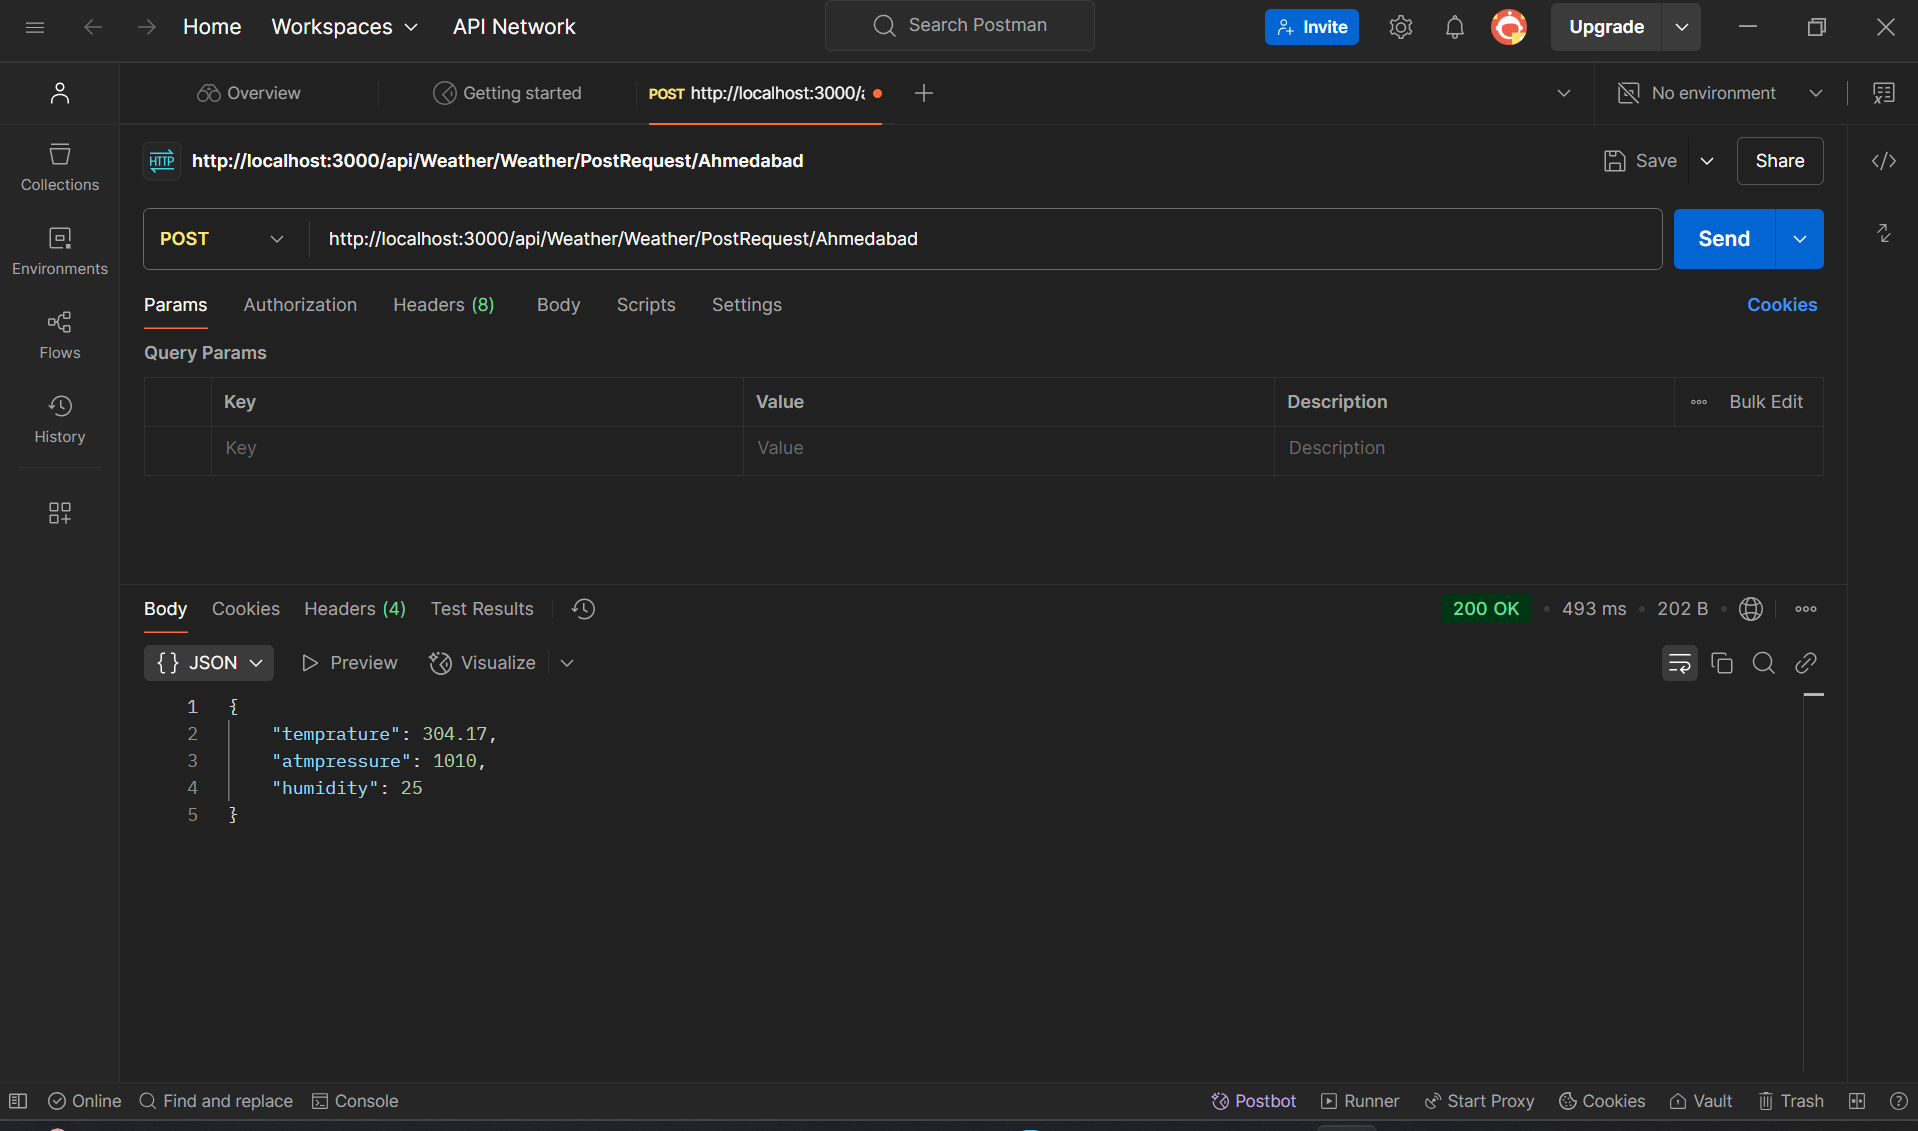 Home Workspaces API Network Search Postman Invite Upgrade
Overview Getting started POST http://localhost:3000/a No environment
HTTP http://localhost:3000/api/Weather/Weather/PostRequest/Ahmedabad Save Share
Collections
Environments
Flows
History
POST http://localhost:3000/api/Weather/Weather/PostRequest/Ahmedabad Send
Params Authorization Headers (8) Body Scripts Settings Cookies
Query Params
Key Value Description Bulk Edit
Key Value Description
Body Cookies Headers (4) Test Results 200 OK • 493 ms • 202 B
{} JSON Preview Visualize
1 {
2 "temprature": 304.17,
3 "atmpressure": 1010,
4 "humidity": 25
5 }
Online Find and replace Console Postbot Runner Start Proxy Cookies Vault Trash